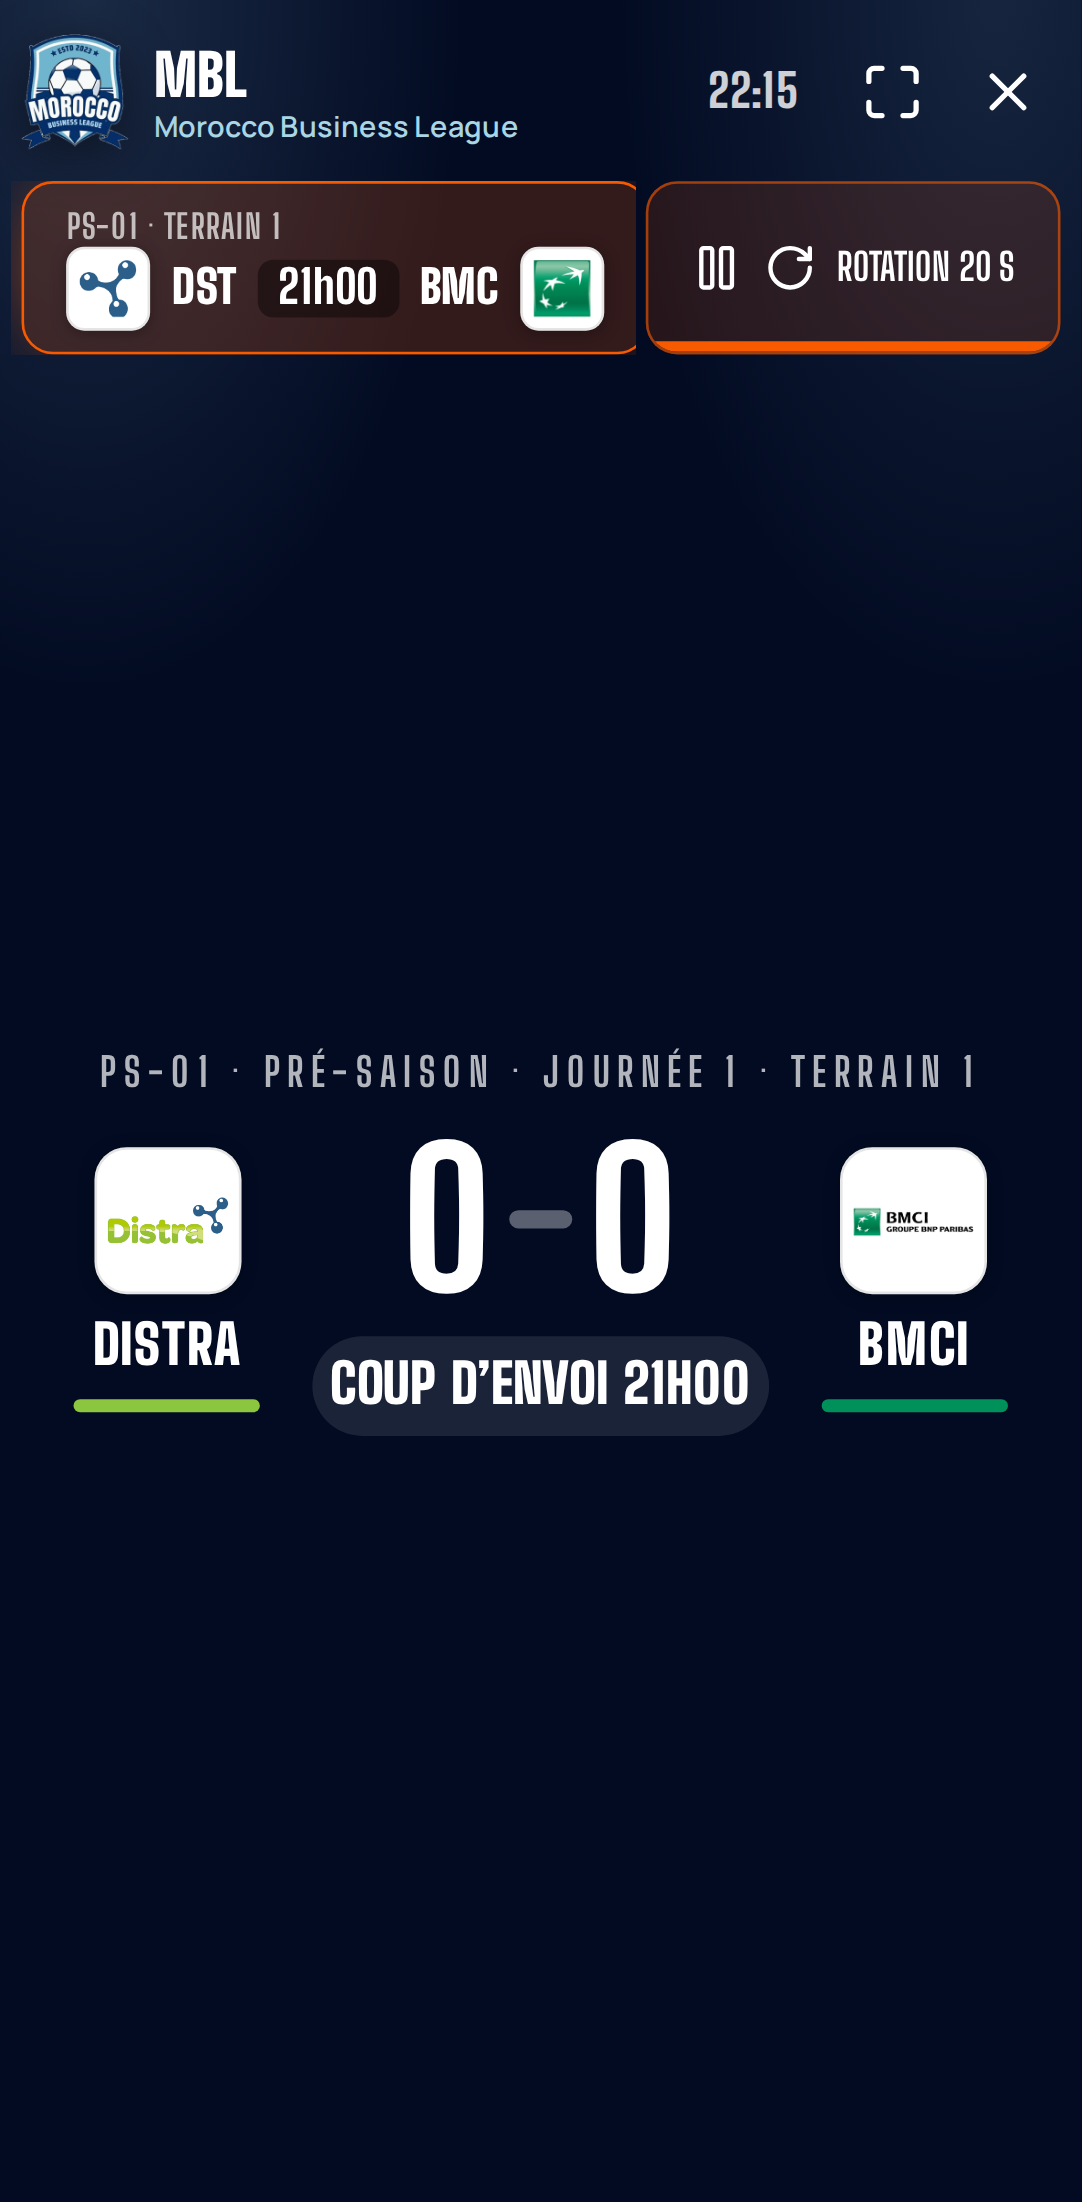 ★ ESTD 2022 ★
MOROCCO
BUSINESS LEAGUE
MBL
Morocco Business League
22:15
PS-01 · TERRAIN 1
DST 21h00 BMC
ROTATION 20 S
PS-01 · PRÉ-SAISON · JOURNÉE 1 · TERRAIN 1
0-0
Distra
BMCI
GROUPE BNP PARIBAS
DISTRA
BMCI
COUP D’ENVOI 21H00